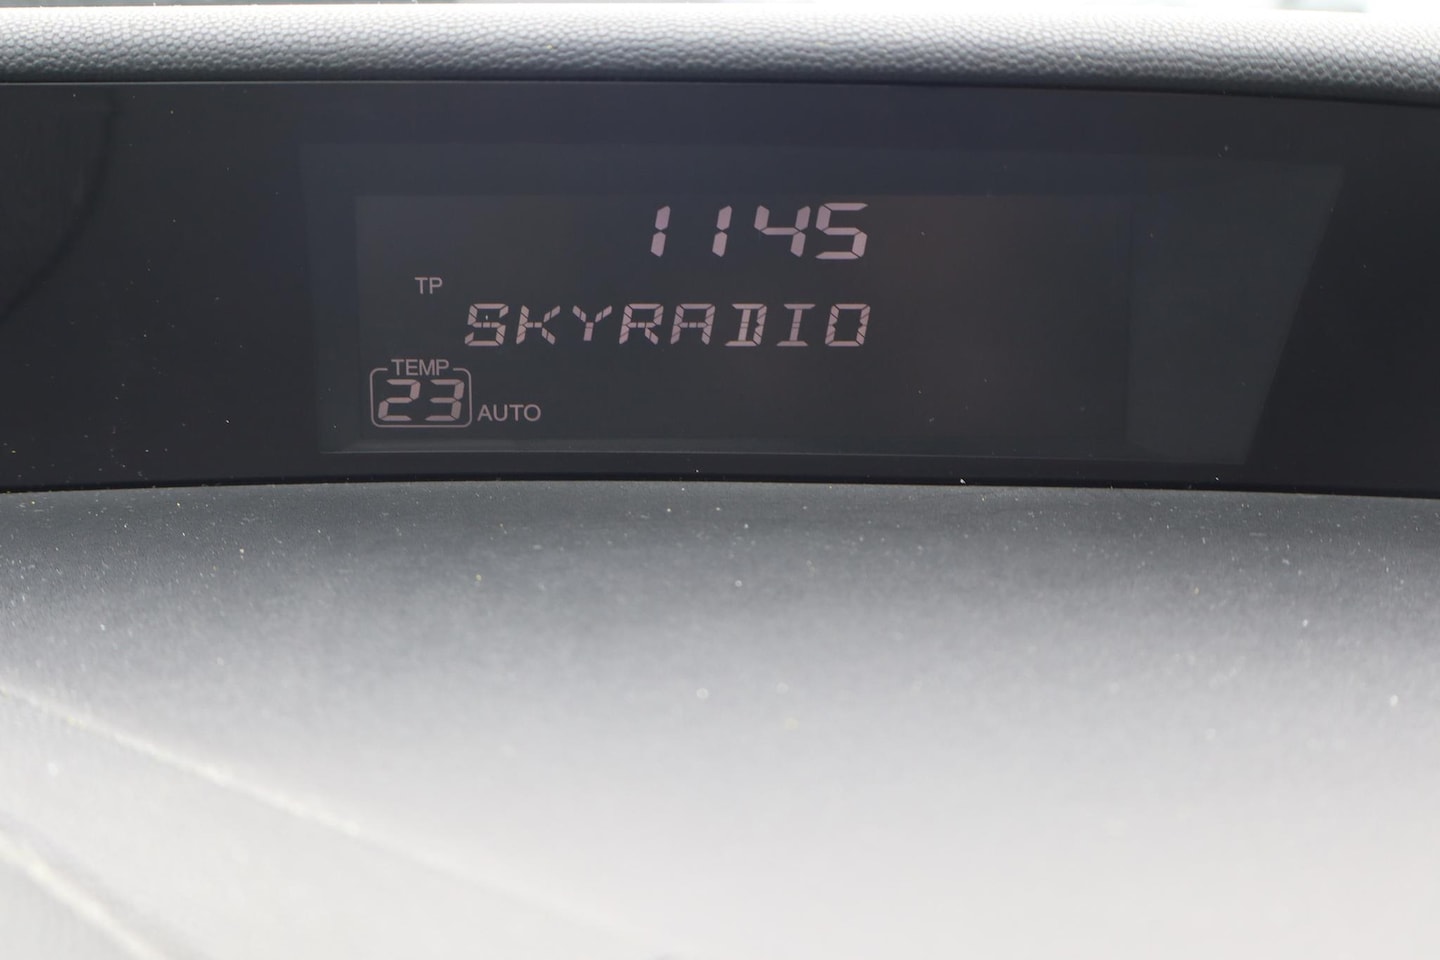 1145
TP
SKYRADIO
TEMP
23 AUTO